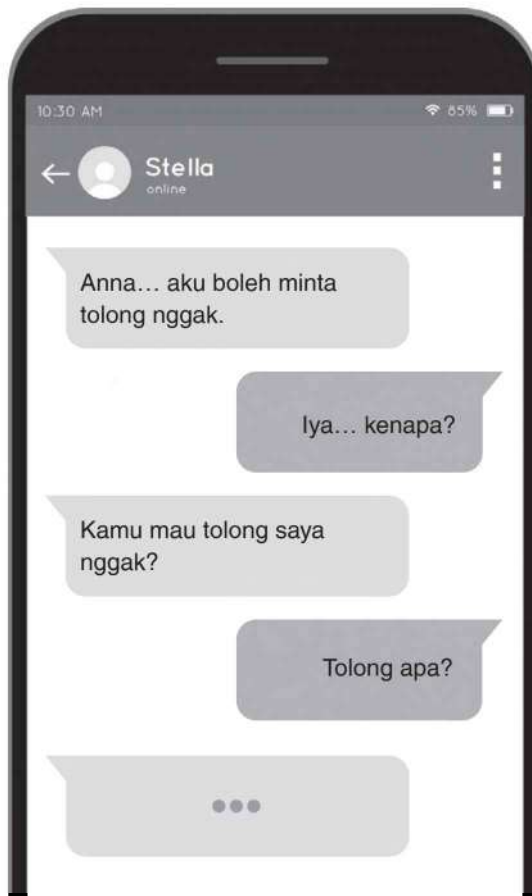 10:30 AM
85%
Stella
online
Anna... aku boleh minta
tolong nggak.
Iya... kenapa?
Kamu mau tolong saya
nggak?
Tolong apa?